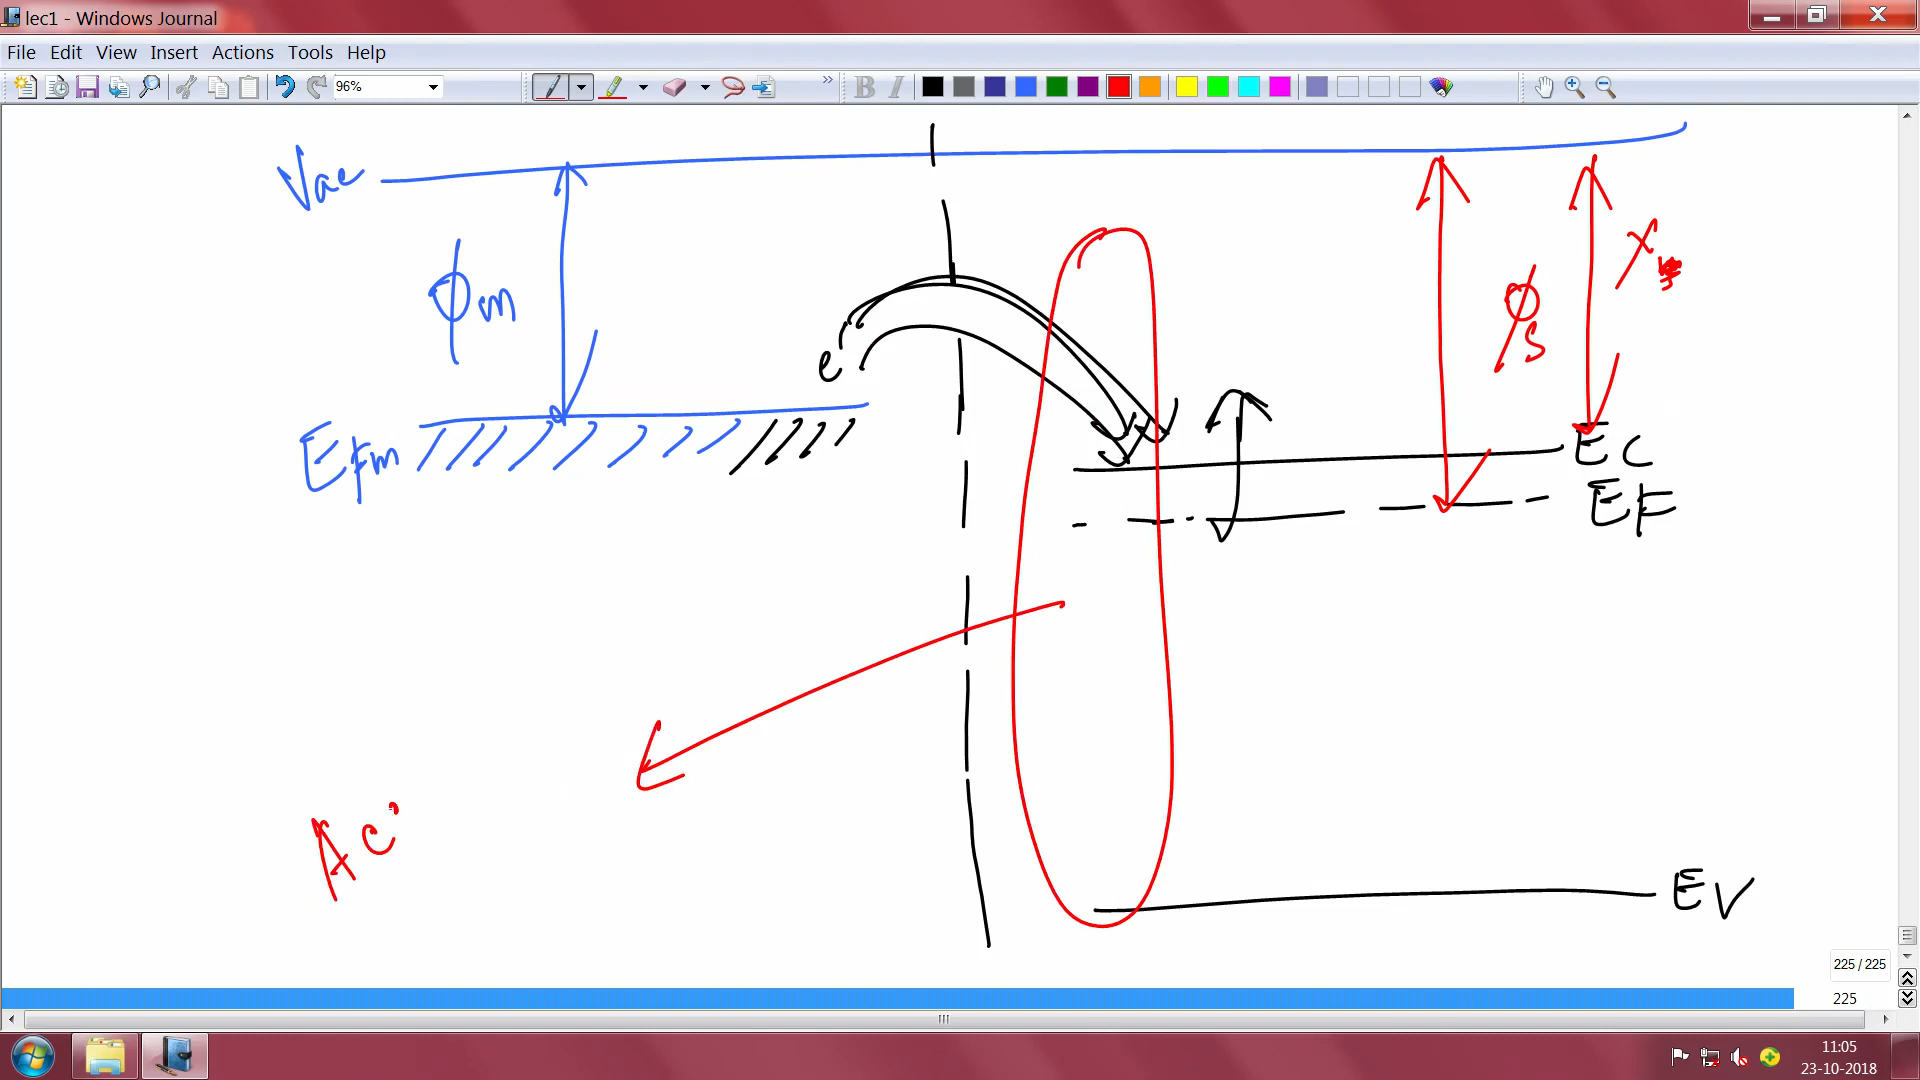 lec1 - Windows Journal
File Edit View Insert Actions Tools Help
96%
B I
Vac
ϕm
EFm
e
ϕs
χ
EC
EF
EV
Ac
225 / 225
225
11:05
23-10-2018